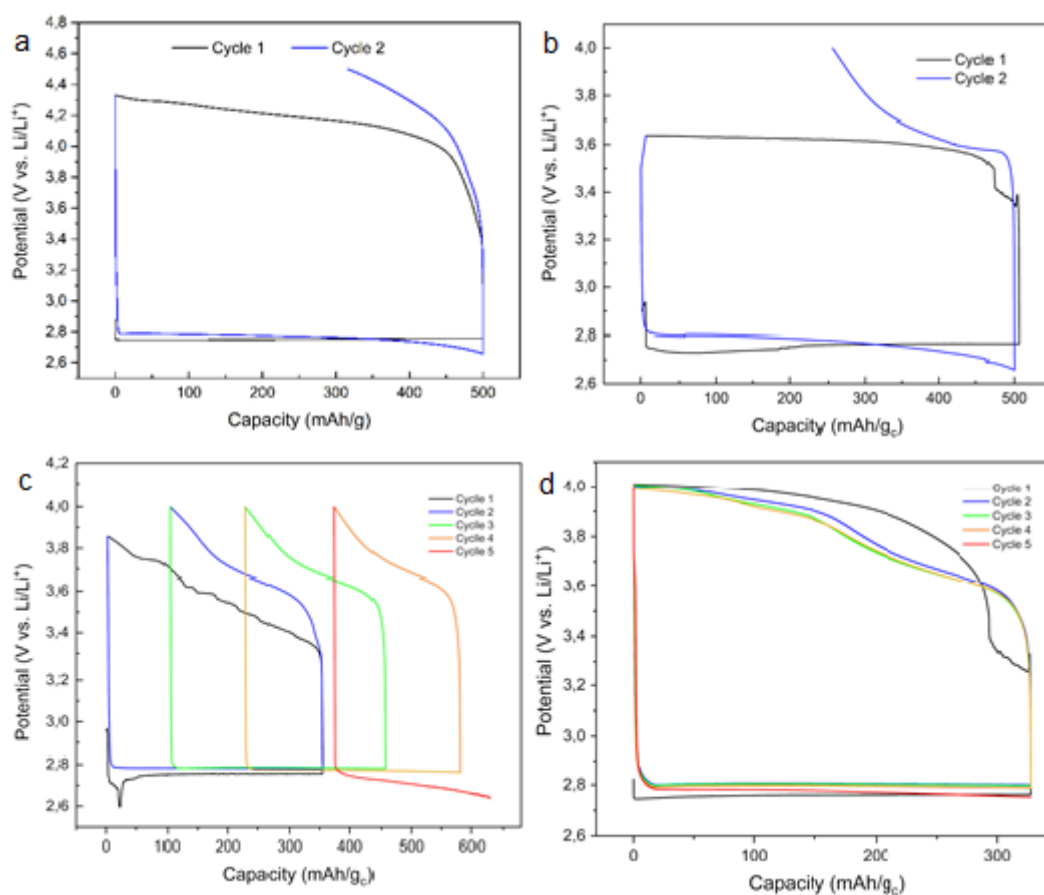 a
Cycle 1
Cycle 2
4,8
4,6
4,4
4,2
4,0
3,8
3,6
3,4
3,2
3,0
2,8
2,6
Potential (V vs. Li/Li⁺)
0 100 200 300 400 500
Capacity (mAh/g)
b
Cycle 1
Cycle 2
4,0
3,8
3,6
3,4
3,2
3,0
2,8
2,6
Potential (V vs. Li/Li⁺)
0 100 200 300 400 500
Capacity (mAh/gc)
c
Cycle 1
Cycle 2
Cycle 3
Cycle 4
Cycle 5
4,2
4,0
3,8
3,6
3,4
3,2
3,0
2,8
2,6
Potential (V vs. Li/Li⁺)
0 100 200 300 400 500 600
Capacity (mAh/gc)
d
Cycle 1
Cycle 2
Cycle 3
Cycle 4
Cycle 5
4,0
3,8
3,6
3,4
3,2
3,0
2,8
2,6
Potential (V vs. Li/Li⁺)
0 100 200 300
Capacity (mAh/gc)